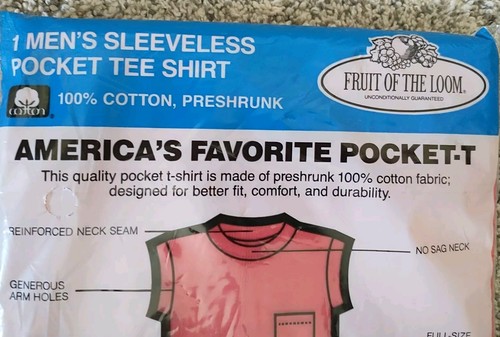 1 MEN'S SLEEVELESS
POCKET TEE SHIRT
FRUIT OF THE LOOM®
UNCONDITIONALLY GUARANTEED
cotton
100% COTTON, PRESHRUNK
AMERICA'S FAVORITE POCKET-T
This quality pocket t-shirt is made of preshrunk 100% cotton fabric;
designed for better fit, comfort, and durability.
REINFORCED NECK SEAM
NO SAG NECK
GENEROUS
ARM HOLES
FULL-SIZE